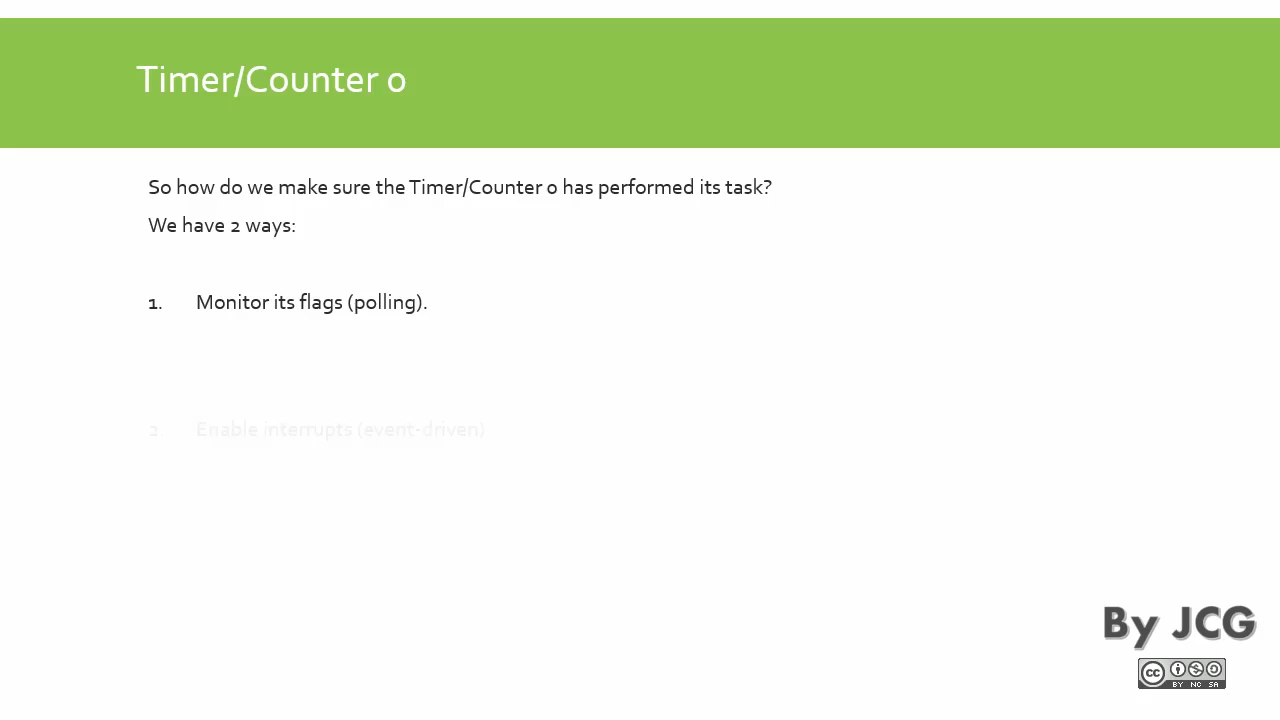 Timer/Counter 0
So how do we make sure the Timer/Counter 0 has performed its task?
We have 2 ways:
1. Monitor its flags (polling).
2 Enable interrupts (event-driven)
By JCG
CC BY NC SA